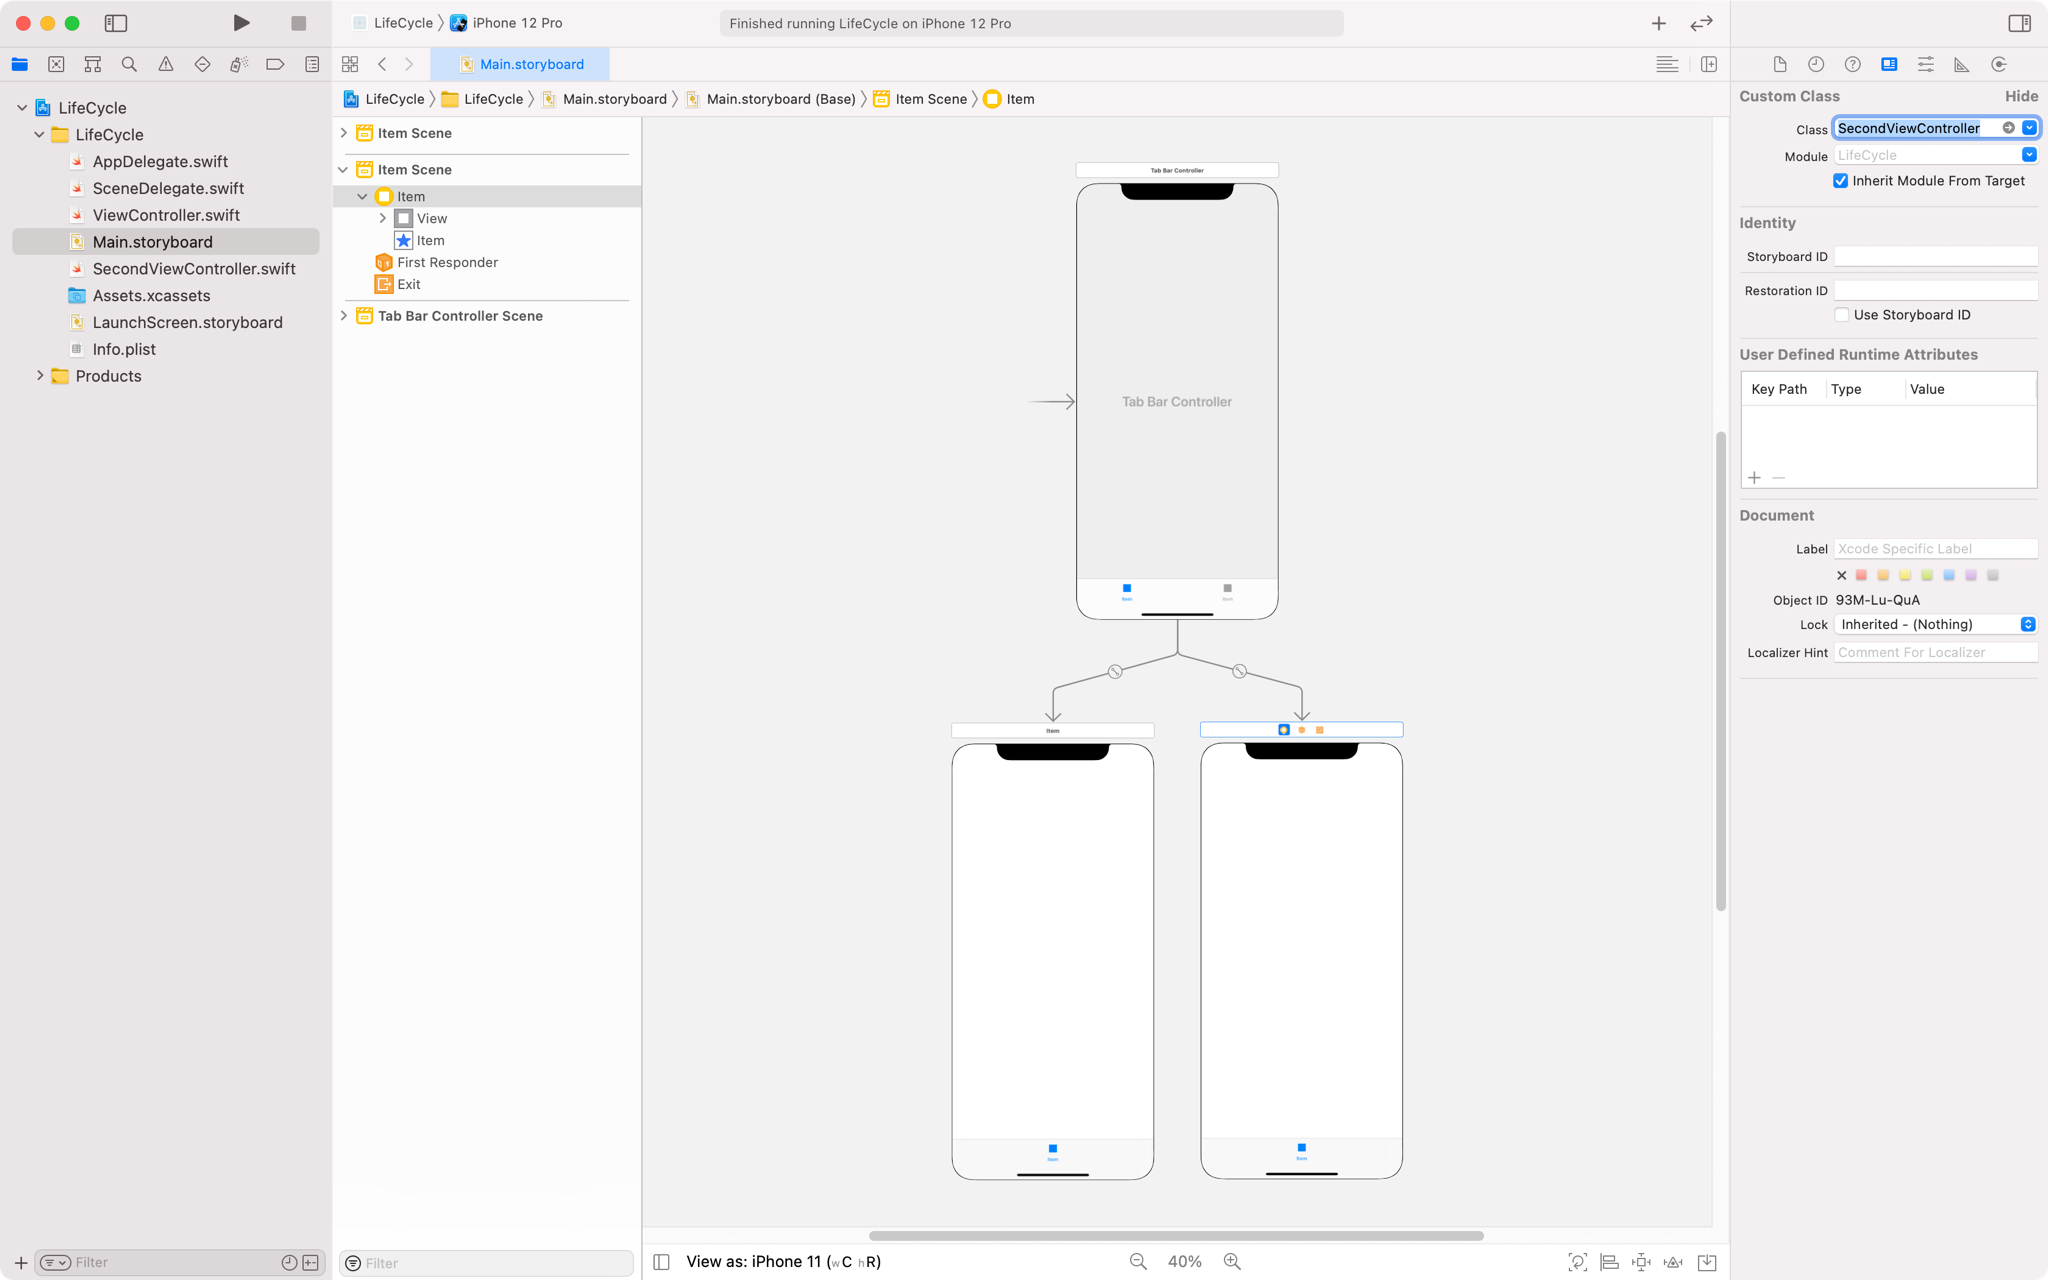 LifeCycle
iPhone 12 Pro
Finished running LifeCycle on iPhone 12 Pro
Main.storyboard
LifeCycle
LifeCycle
Main.storyboard
Main.storyboard (Base)
Item Scene
Item
LifeCycle
LifeCycle
AppDelegate.swift
SceneDelegate.swift
ViewController.swift
Main.storyboard
SecondViewController.swift
Assets.xcassets
LaunchScreen.storyboard
Info.plist
Products
Filter
Item Scene
Item Scene
Item
View
Item
First Responder
Exit
Tab Bar Controller Scene
Filter
Tab Bar Controller
Tab Bar Controller
Item
Item
Item
Item
Item
View as: iPhone 11 (wC hR)
40%
Custom Class
Hide
Class SecondViewController
Module LifeCycle
Inherit Module From Target
Identity
Storyboard ID
Restoration ID
Use Storyboard ID
User Defined Runtime Attributes
Key Path Type Value
Document
Label Xcode Specific Label
Object ID 93M-Lu-QuA
Lock Inherited - (Nothing)
Localizer Hint Comment For Localizer